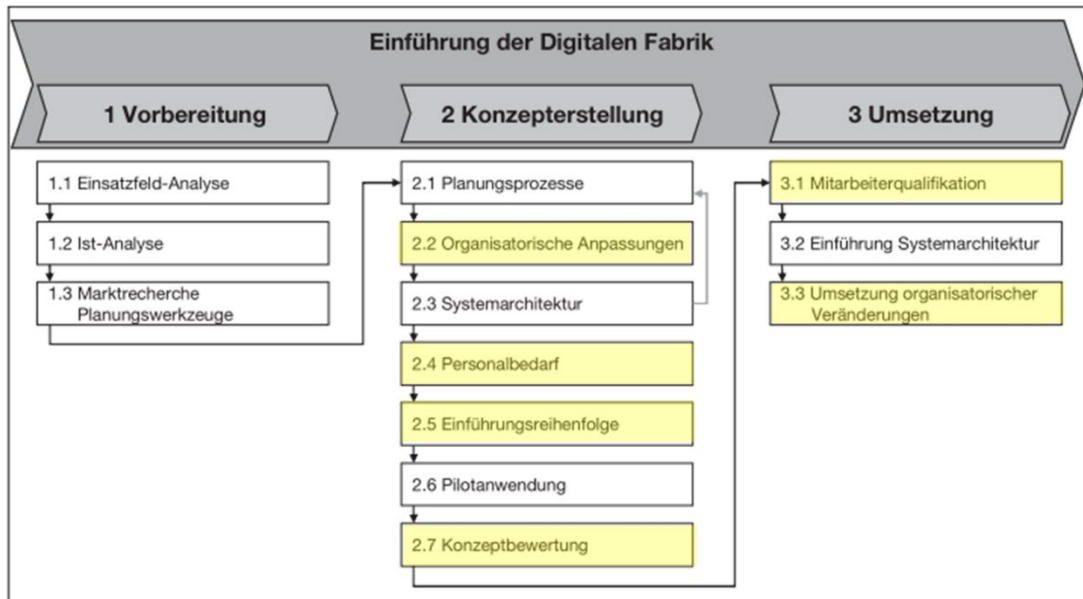 Einführung der Digitalen Fabrik
1 Vorbereitung
1.1 Einsatzfeld-Analyse
1.2 Ist-Analyse
1.3 Marktrecherche
Planungswerkzeuge
2 Konzepterstellung
2.1 Planungsprozesse
2.2 Organisatorische Anpassungen
2.3 Systemarchitektur
2.4 Personalbedarf
2.5 Einführungsreihenfolge
2.6 Pilotanwendung
2.7 Konzeptbewertung
3 Umsetzung
3.1 Mitarbeiterqualifikation
3.2 Einführung Systemarchitektur
3.3 Umsetzung organisatorischer
Veränderungen